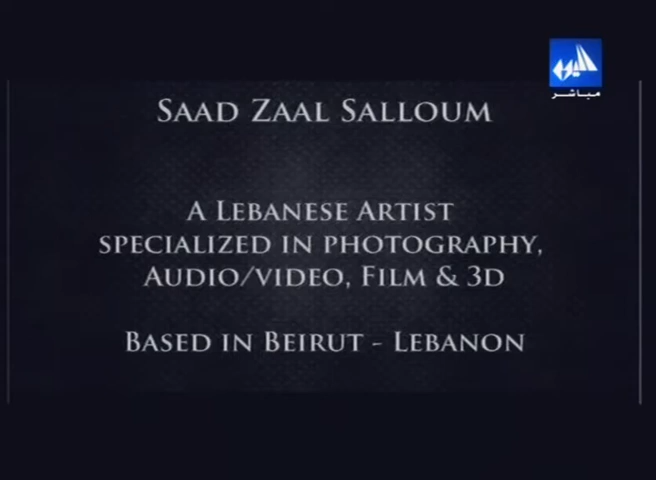 مباشر
SAAD ZAAL SALLOUM
A LEBANESE ARTIST
SPECIALIZED IN PHOTOGRAPHY,
AUDIO/VIDEO, FILM & 3D
BASED IN BEIRUT - LEBANON